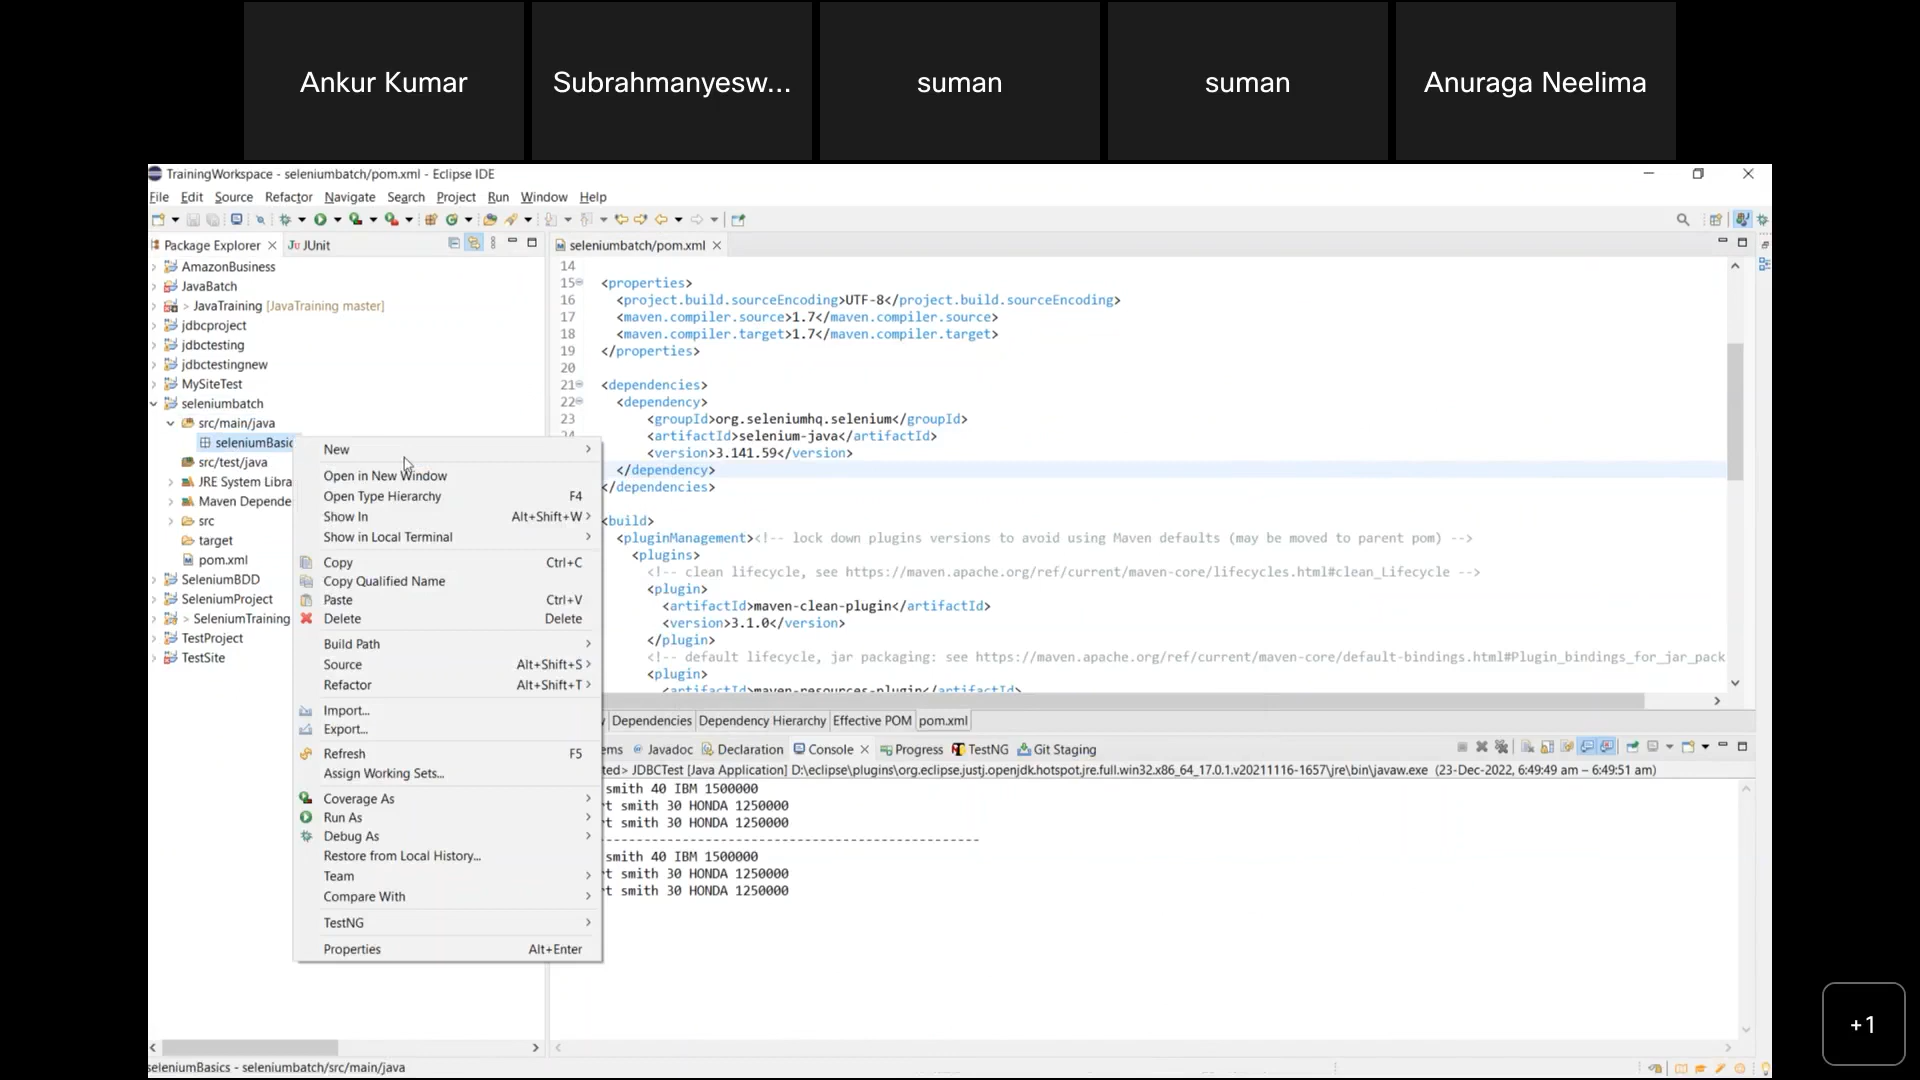 Ankur Kumar
Subrahmanyesw...
suman
suman
Anuraga Neelima
TrainingWorkspace - seleniumbatch/pom.xml - Eclipse IDE
File Edit Source Refactor Navigate Search Project Run Window Help
Package Explorer
JUnit
AmazonBusiness
JavaBatch
> JavaTraining [JavaTraining master]
jdbcproject
jdbctesting
jdbctestingnew
MySiteTest
seleniumbatch
src/main/java
seleniumBasic
src/test/java
JRE System Libra
Maven Depende
src
target
pom.xml
SeleniumBDD
SeleniumProject
> SeleniumTraining
TestProject
TestSite
New
Open in New Window
Open Type Hierarchy F4
Show In Alt+Shift+W >
Show in Local Terminal
Copy Ctrl+C
Copy Qualified Name
Paste Ctrl+V
Delete Delete
Build Path
Source Alt+Shift+S >
Refactor Alt+Shift+T >
Import...
Export...
Refresh F5
Assign Working Sets...
Coverage As
Run As
Debug As
Restore from Local History...
Team
Compare With
TestNG
Properties Alt+Enter
seleniumbatch/pom.xml
14
15 <properties>
16 <project.build.sourceEncoding>UTF-8</project.build.sourceEncoding>
17 <maven.compiler.source>1.7</maven.compiler.source>
18 <maven.compiler.target>1.7</maven.compiler.target>
19 </properties>
20
21 <dependencies>
22 <dependency>
23 <groupId>org.seleniumhq.selenium</groupId>
24 <artifactId>selenium-java</artifactId>
<version>3.141.59</version>
</dependency>
</dependencies>
<build>
<pluginManagement><!-- lock down plugins versions to avoid using Maven defaults (may be moved to parent pom) -->
<plugins>
<!-- clean lifecycle, see https://maven.apache.org/ref/current/maven-core/lifecycles.html#clean_Lifecycle -->
<plugin>
<artifactId>maven-clean-plugin</artifactId>
<version>3.1.0</version>
</plugin>
<!-- default lifecycle, jar packaging: see https://maven.apache.org/ref/current/maven-core/default-bindings.html#Plugin_bindings_for_jar_pack
<plugin>
<artifactId>maven-resources-plugin</artifactId>
Dependencies Dependency Hierarchy Effective POM pom.xml
ems Javadoc Declaration Console Progress TestNG Git Staging
ted> JDBCTest [Java Application] D:\eclipse\plugins\org.eclipse.justj.openjdk.hotspot.jre.full.win32.x86_64_17.0.1.v20211116-1657\jre\bin\javaw.exe (23-Dec-2022, 6:49:49 am – 6:49:51 am)
smith 40 IBM 1500000
t smith 30 HONDA 1250000
t smith 30 HONDA 1250000
-------------------------------------------------
smith 40 IBM 1500000
t smith 30 HONDA 1250000
t smith 30 HONDA 1250000
seleniumBasics - seleniumbatch/src/main/java
+1